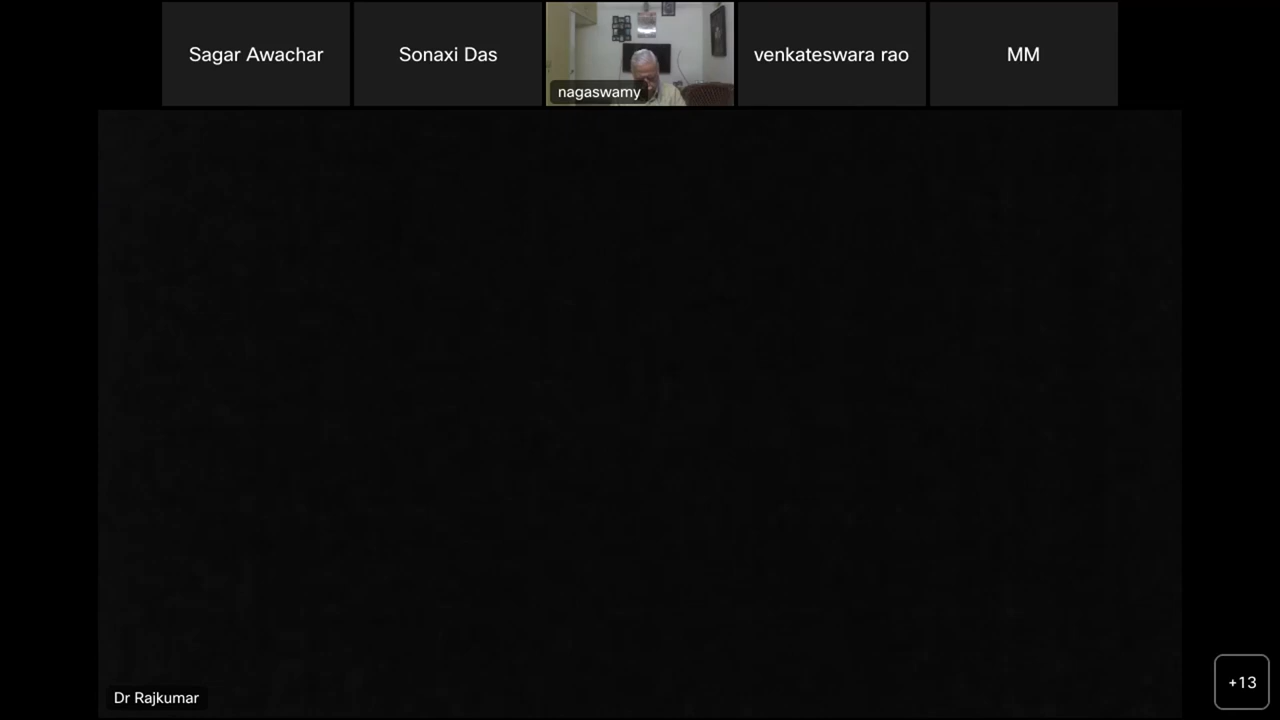 Sagar Awachar
Sonaxi Das
nagaswamy
venkateswara rao
MM
Dr Rajkumar
+13